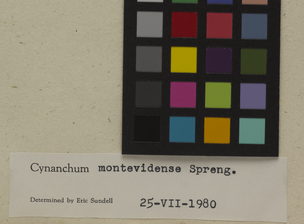 Cynanchum montevidense Spreng.
Determined by Eric Sundell 25-VII-1980